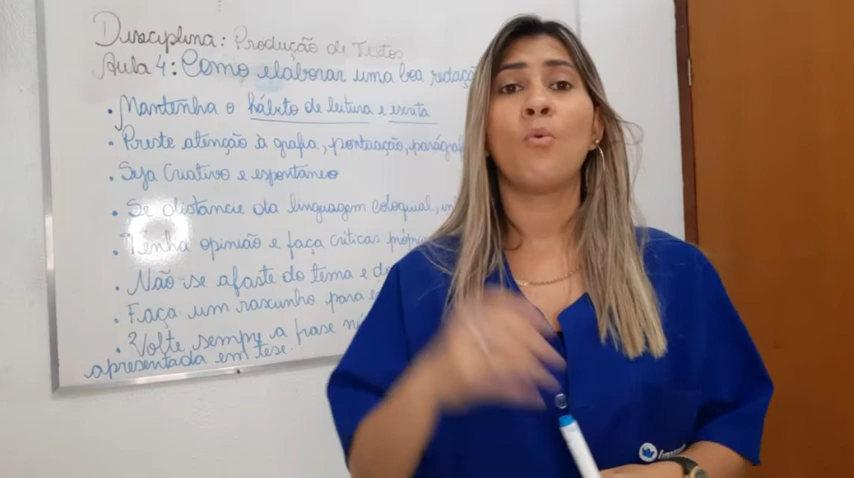 Disciplina: Produção de Textos
Aula 4: Como elaborar uma boa redaçã
• Mantenha o hábito de leitura e escrita
• Preste atenção à grafia, pontuação, parágraf
• Seja Criativo e espontâneo
• Se distancie da linguagem coloquial,
• Tenha opinião e faça críticas própri
• Não se afaste do tema e d
• Faça um rascunho para
• Volte sempre a frase
apresentada em tese.